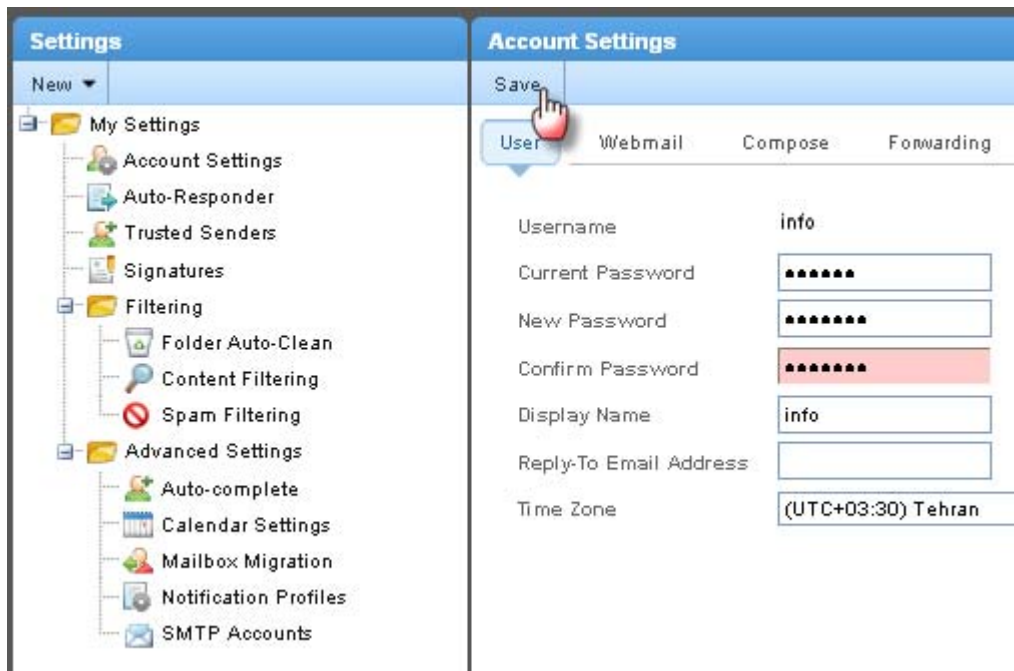 Settings
New
My Settings
Account Settings
Auto-Responder
Trusted Senders
Signatures
Filtering
Folder Auto-Clean
Content Filtering
Spam Filtering
Advanced Settings
Auto-complete
Calendar Settings
Mailbox Migration
Notification Profiles
SMTP Accounts
Account Settings
Save
User Webmail Compose Forwarding
Username info
Current Password ••••••
New Password •••••••
Confirm Password •••••••
Display Name info
Reply-To Email Address
Time Zone (UTC+03:30) Tehran